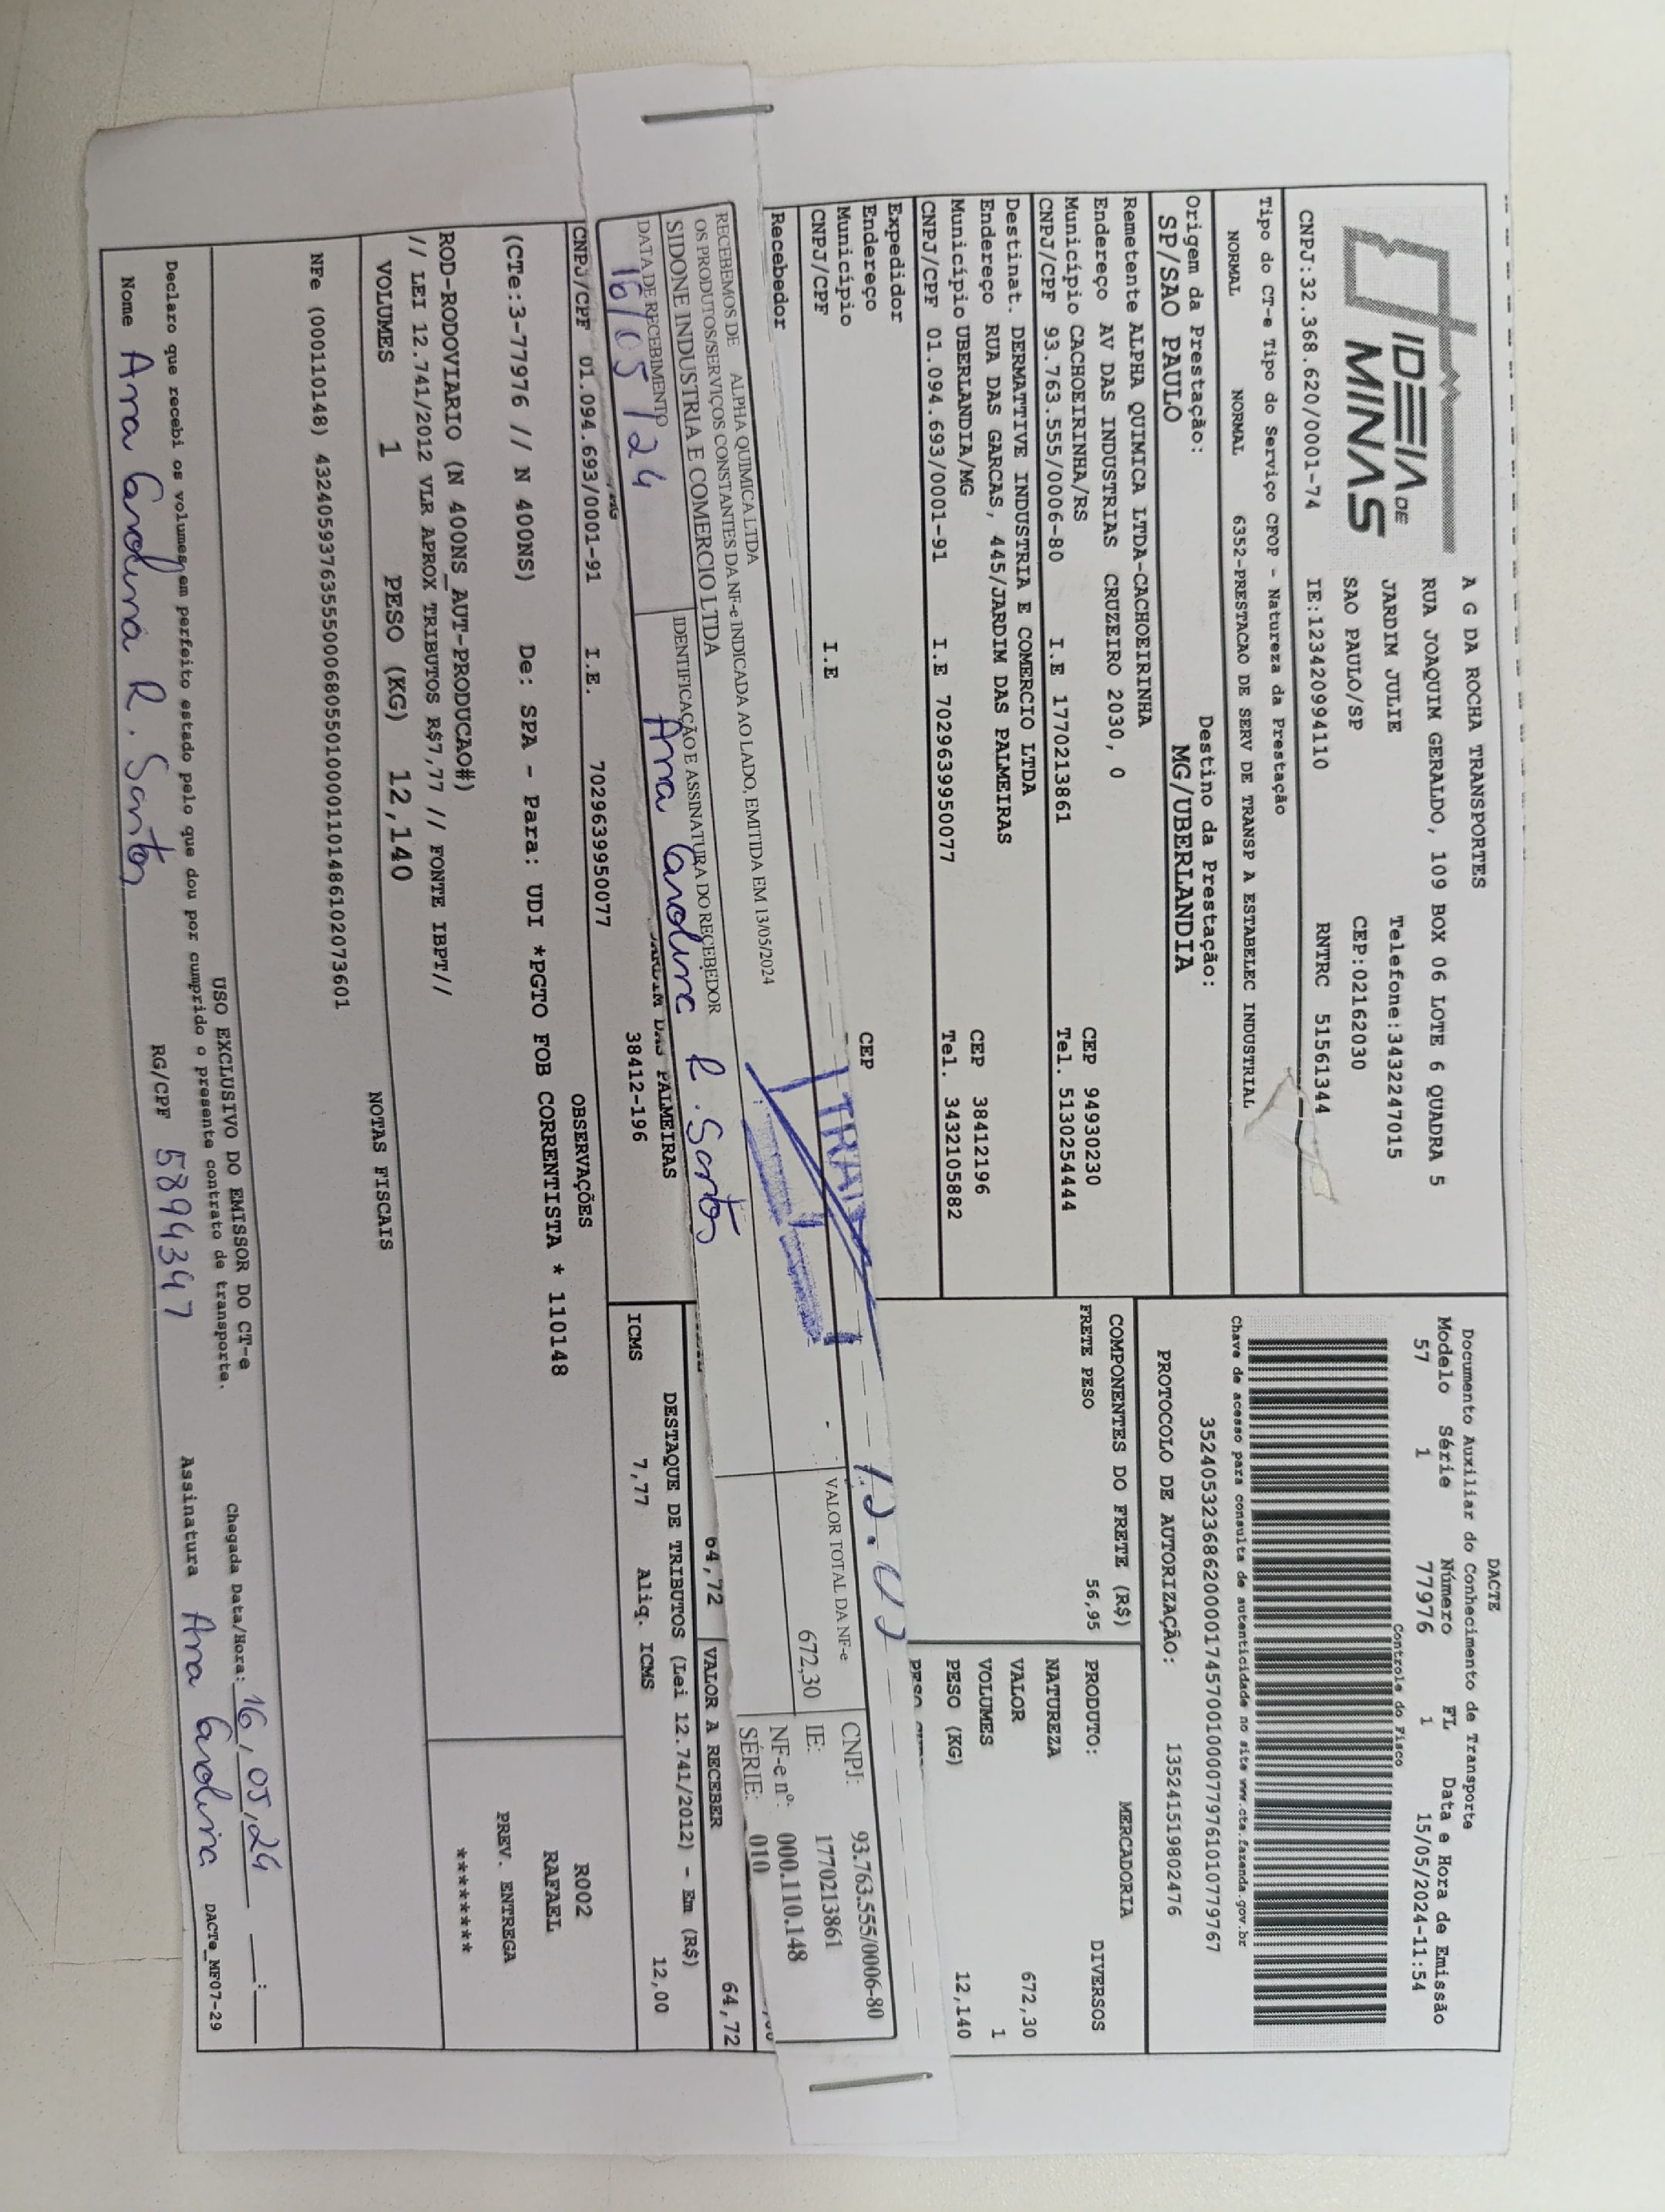 IDEIA DE
MINAS
A G DA ROCHA TRANSPORTES
RUA JOAQUIM GERALDO, 109 BOX 06 LOTE 6 QUADRA 5
JARDIM JULIE Telefone:3432247015
SAO PAULO/SP CEP:02162030
CNPJ:32.368.620/0001-74 IE:123420994110 RNTRC 51561344
Tipo do CT-e Tipo do Serviço CFOP - Natureza da Prestação
NORMAL NORMAL 6352-PRESTACAO DE SERV DE TRANSP A ESTABELEC INDUSTRIAL
Origem da Prestação: Destino da Prestação:
SP/SAO PAULO MG/UBERLANDIA
Remetente ALPHA QUIMICA LTDA-CACHOEIRINHA
Endereço AV DAS INDUSTRIAS CRUZEIRO 2030, 0 CEP 94930230
Município CACHOEIRINHA/RS Tel. 5130254444
CNPJ/CPF 93.763.555/0006-80 I.E 1770213861
Destinat. DERMATTIVE INDUSTRIA E COMERCIO LTDA
Endereço RUA DAS GARCAS, 445/JARDIM DAS PALMEIRAS CEP 38412196
Município UBERLANDIA/MG Tel. 3432105882
CNPJ/CPF 01.094.693/0001-91 I.E 7029639950077
Expedidor
Endereço CEP
Município
CNPJ/CPF I.E
Recebedor
DACTE
Documento Auxiliar do Conhecimento de Transporte
Modelo Série Número FL Data e Hora de Emissão
57 1 77976 1 15/05/2024-11:54
Controle do Fisco
Chave de acesso para consulta de autenticidade no site www.cte.fazenda.gov.br
35240532368620000174570010000779761010779767
PROTOCOLO DE AUTORIZAÇÃO: 135241519802476
COMPONENTES DO FRETE (R$)
FRETE PESO 56,95
MERCADORIA
PRODUTO: DIVERSOS
NATUREZA
VALOR 672,30
VOLUMES 1
PESO (KG) 12,140
RECEBEMOS DE ALPHA QUIMICA LTDA
OS PRODUTOS/SERVIÇOS CONSTANTES DA NF-e INDICADA AO LADO, EMITIDA EM 13/05/2024
SIDONE INDUSTRIA E COMERCIO LTDA
DATA DE RECEBIMENTO IDENTIFICAÇÃO E ASSINATURA DO RECEBEDOR
16/05/24 Ana Carolina R. Santos
VALOR TOTAL DA NF-e
672,30
CNPJ: 93.763.555/0006-80
IE: 1770213861
NF-e nº: 000.110.148
SÉRIE: 010
PALMEIRAS
38412-196
CNPJ/CPF 01.094.693/0001-91 I.E. 7029639950077
64,72 VALOR A RECEBER 64,72
DESTAQUE DE TRIBUTOS (Lei 12.741/2012) - Em (R$)
ICMS 7,77 Aliq. ICMS 12,00
OBSERVAÇÕES
(CTe:3-77976 // N 400NS) De: SPA - Para: UDI *PGTO FOB CORRENTISTA * 110148
ROD-RODOVIARIO (N 400NS_AUT-PRODUCAO#)
// LEI 12.741/2012 VLR APROX TRIBUTOS R$7,77 // FONTE IBPT//
R002
RAFAEL
PREV. ENTREGA
*******
VOLUMES 1 PESO (KG) 12,140
NOTAS FISCAIS
NFe (000110148) 43240593763555000680550100001101486102073601
USO EXCLUSIVO DO EMISSOR DO CT-e
Declaro que recebi os volumes em perfeito estado pelo que dou por cumprido o presente contrato de transporte.
Chegada Data/Hora: 16/05/24 __:__
Nome Ana Carolina R. Santos RG/CPF 5894347 Assinatura Ana Carolina
DACTe_MF07-29